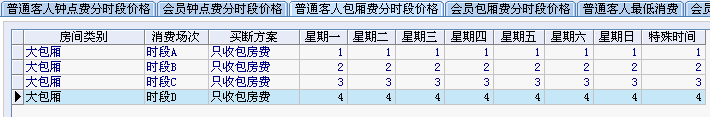 普通客人钟点费分时段价格 会员钟点费分时段价格 普通客人包厢费分时段价格 会员包厢费分时段价格 普通客人最低消费 会员
房间类别 消费场次 买断方案 星期一 星期二 星期三 星期四 星期五 星期六 星期日 特殊时间
大包厢 时段A 只收包房费 1 1 1 1 1 1 1 1
大包厢 时段B 只收包房费 2 2 2 2 2 2 2 2
大包厢 时段C 只收包房费 3 3 3 3 3 3 3 3
大包厢 时段D 只收包房费 4 4 4 4 4 4 4 4